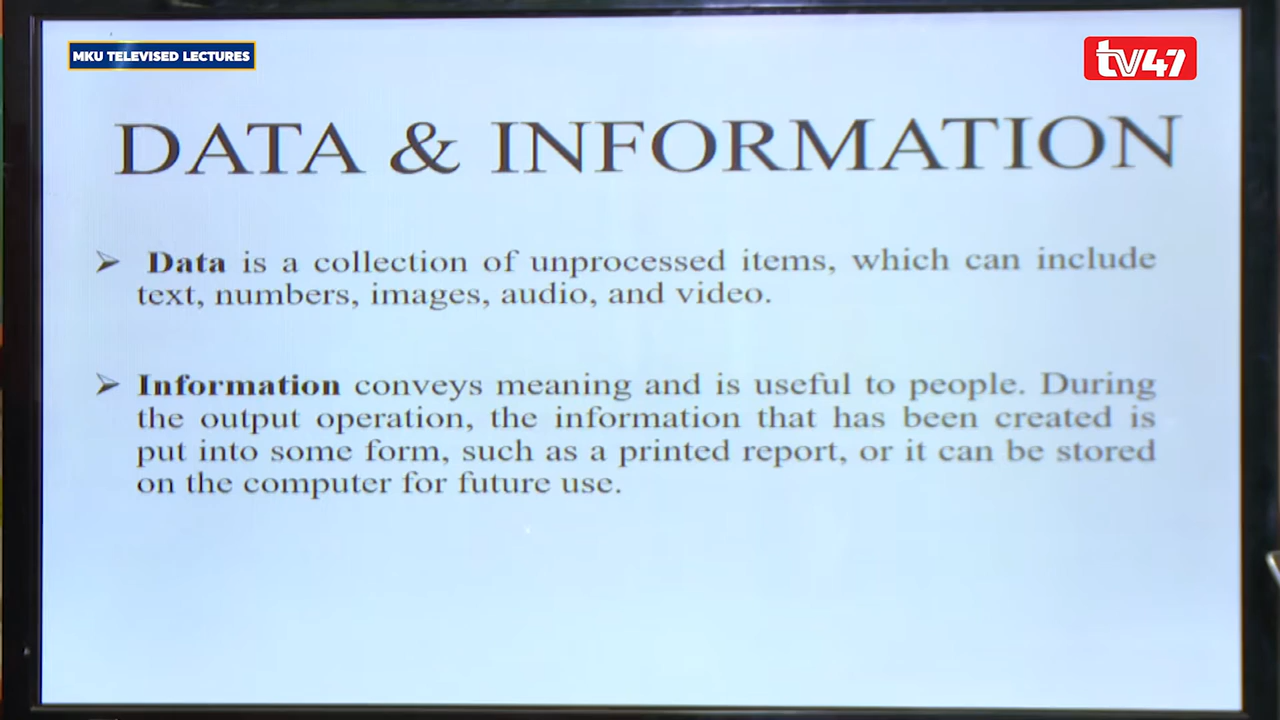 MKU TELEVISED LECTURES
tv47
DATA & INFORMATION
➢ Data is a collection of unprocessed items, which can include
text, numbers, images, audio, and video.
➢ Information conveys meaning and is useful to people. During
the output operation, the information that has been created is
put into some form, such as a printed report, or it can be stored
on the computer for future use.